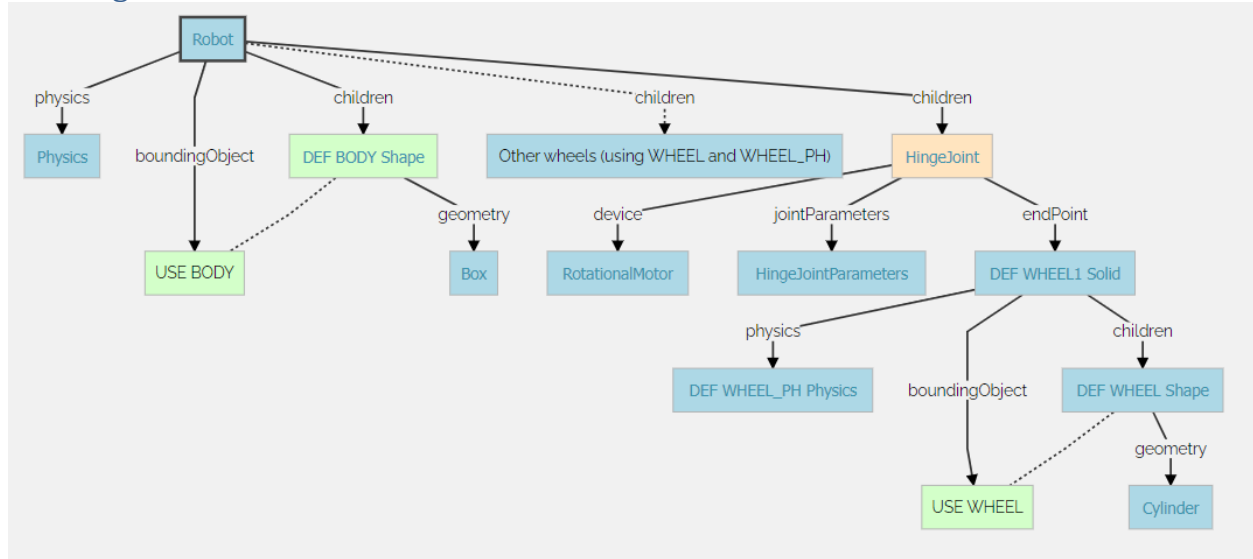 Robot
physics
children
children
children
boundingObject
Physics
DEF BODY Shape
Other wheels (using WHEEL and WHEEL_PH)
HingeJoint
geometry
device
jointParameters
endPoint
USE BODY
Box
RotationalMotor
HingeJointParameters
DEF WHEEL1 Solid
physics
children
boundingObject
DEF WHEEL_PH Physics
DEF WHEEL Shape
geometry
USE WHEEL
Cylinder